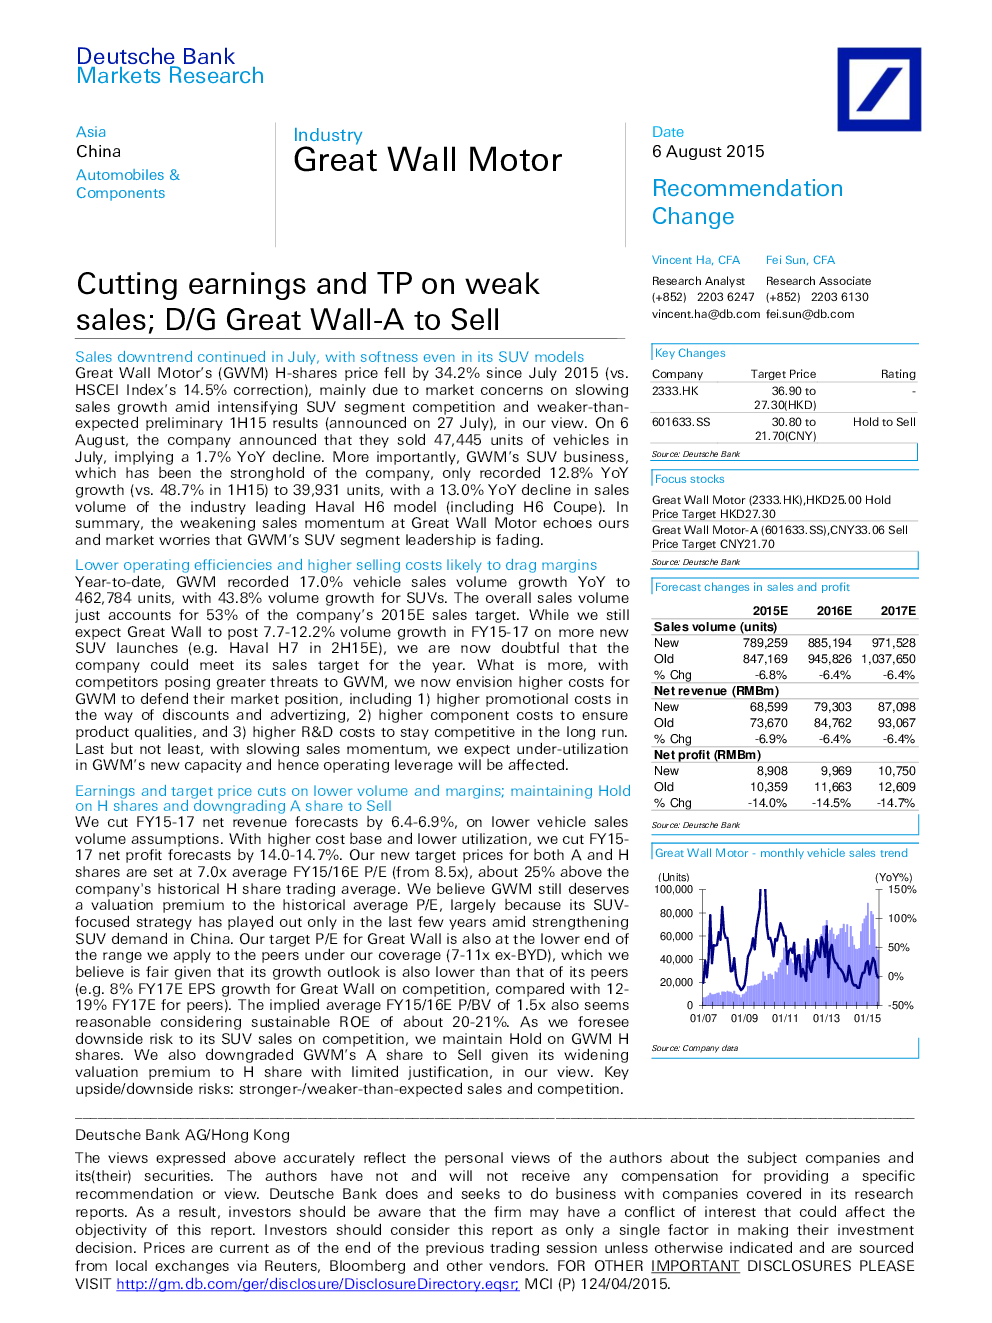 Deutsche Bank
Markets Research
Asia
China
Automobiles &
Components
Industry
Great Wall Motor
Date
6 August 2015
Recommendation
Change
Cutting earnings and TP on weak
sales; D/G Great Wall-A to Sell
Sales downtrend continued in July, with softness even in its SUV models
Great Wall Motor's (GWM) H-shares price fell by 34.2% since July 2015 (vs.
HSCEI Index's 14.5% correction), mainly due to market concerns on slowing
sales growth amid intensifying SUV segment competition and weaker-than-
expected preliminary 1H15 results (announced on 27 July), in our view. On 6
August, the company announced that they sold 47,445 units of vehicles in
July, implying a 1.7% YoY decline. More importantly, GWM's SUV business,
which has been the stronghold of the company, only recorded 12.8% YoY
growth (vs. 48.7% in 1H15) to 39,931 units, with a 13.0% YoY decline in sales
volume of the industry leading Haval H6 model (including H6 Coupe). In
summary, the weakening sales momentum at Great Wall Motor echoes ours
and market worries that GWM's SUV segment leadership is fading.
Lower operating efficiencies and higher selling costs likely to drag margins
Year-to-date, GWM recorded 17.0% vehicle sales volume growth YoY to
462,784 units, with 43.8% volume growth for SUVs. The overall sales volume
just accounts for 53% of the company's 2015E sales target. While we still
expect Great Wall to post 7.7-12.2% volume growth in FY15-17 on more new
SUV launches (e.g. Haval H7 in 2H15E), we are now doubtful that the
company could meet its sales target for the year. What is more, with
competitors posing greater threats to GWM, we now envision higher costs for
GWM to defend their market position, including 1) higher promotional costs in
the way of discounts and advertizing, 2) higher component costs to ensure
product qualities, and 3) higher R&D costs to stay competitive in the long run.
Last but not least, with slowing sales momentum, we expect under-utilization
in GWM's new capacity and hence operating leverage will be affected.
Earnings and target price cuts on lower volume and margins; maintaining Hold
on H shares and downgrading A share to Sell
We cut FY15-17 net revenue forecasts by 6.4-6.9%, on lower vehicle sales
volume assumptions. With higher cost base and lower utilization, we cut FY15-
17 net profit forecasts by 14.0-14.7%. Our new target prices for both A and H
shares are set at 7.0x average FY15/16E P/E (from 8.5x), about 25% above the
company's historical H share trading average. We believe GWM still deserves
a valuation premium to the historical average P/E, largely because its SUV-
focused strategy has played out only in the last few years amid strengthening
SUV demand in China. Our target P/E for Great Wall is also at the lower end of
the range we apply to the peers under our coverage (7-11x ex-BYD), which we
believe is fair given that its growth outlook is also lower than that of its peers
(e.g. 8% FY17E EPS growth for Great Wall on competition, compared with 12-
19% FY17E for peers). The implied average FY15/16E P/BV of 1.5x also seems
reasonable considering sustainable ROE of about 20-21%. As we foresee
downside risk to its SUV sales on competition, we maintain Hold on GWM H
shares. We also downgraded GWM's A share to Sell given its widening
valuation premium to H share with limited justification, in our view. Key
upside/downside risks: stronger-/weaker-than-expected sales and competition.
Vincent Ha, CFA Fei Sun, CFA
Research Analyst Research Associate
(+852) 2203 6247 (+852) 2203 6130
vincent.ha@db.com fei.sun@db.com
Key Changes
Company Target Price Rating
2333.HK 36.90 to -
27.30(HKD)
601633.SS 30.80 to Hold to Sell
21.70(CNY)
Source: Deutsche Bank
Focus stocks
Great Wall Motor (2333.HK),HKD25.00 Hold
Price Target HKD27.30
Great Wall Motor-A (601633.SS),CNY33.06 Sell
Price Target CNY21.70
Source: Deutsche Bank
Forecast changes in sales and profit
2015E 2016E 2017E
Sales volume (units)
New 789,259 885,194 971,528
Old 847,169 945,826 1,037,650
% Chg -6.8% -6.4% -6.4%
Net revenue (RMBm)
New 68,599 79,303 87,098
Old 73,670 84,762 93,067
% Chg -6.9% -6.4% -6.4%
Net profit (RMBm)
New 8,908 9,969 10,750
Old 10,359 11,663 12,609
% Chg -14.0% -14.5% -14.7%
Source: Deutsche Bank
Great Wall Motor - monthly vehicle sales trend
(Units) (YoY%)
100,000 150%
80,000 100%
60,000 50%
40,000 0%
20,000 -50%
0
01/07 01/09 01/11 01/13 01/15
Source: Company data
Deutsche Bank AG/Hong Kong
The views expressed above accurately reflect the personal views of the authors about the subject companies and
its(their) securities. The authors have not and will not receive any compensation for providing a specific
recommendation or view. Deutsche Bank does and seeks to do business with companies covered in its research
reports. As a result, investors should be aware that the firm may have a conflict of interest that could affect the
objectivity of this report. Investors should consider this report as only a single factor in making their investment
decision. Prices are current as of the end of the previous trading session unless otherwise indicated and are sourced
from local exchanges via Reuters, Bloomberg and other vendors. FOR OTHER IMPORTANT DISCLOSURES PLEASE
VISIT http://gm.db.com/ger/disclosure/DisclosureDirectory.eqsr; MCI (P) 124/04/2015.